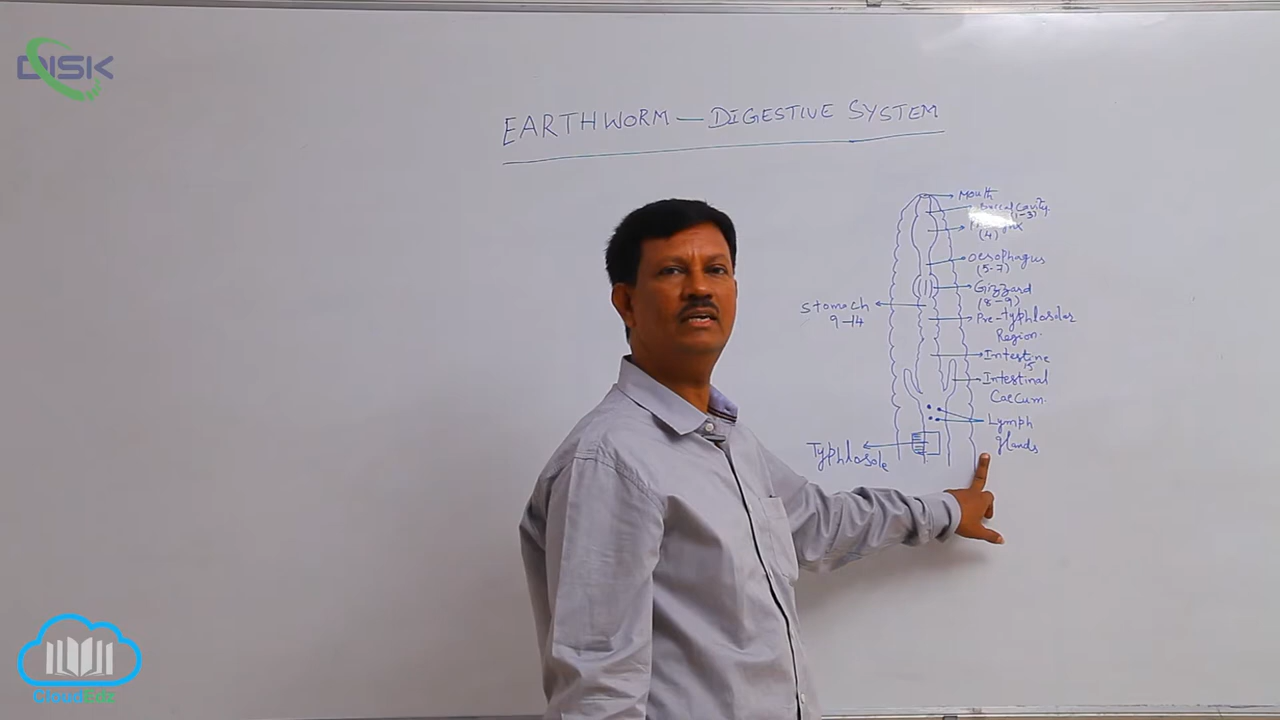 DISK
EARTHWORM — DIGESTIVE SYSTEM
Mouth
Buccal Cavity
(1-3)
Pharynx
(4)
Oesophagus
(5-7)
Gizzard
(8-9)
Stomach
9-14
Pre-typhlosolar
Region.
Intestine
15
Intestinal
Caecum.
Lymph
glands
Typhlosole
CloudEdz